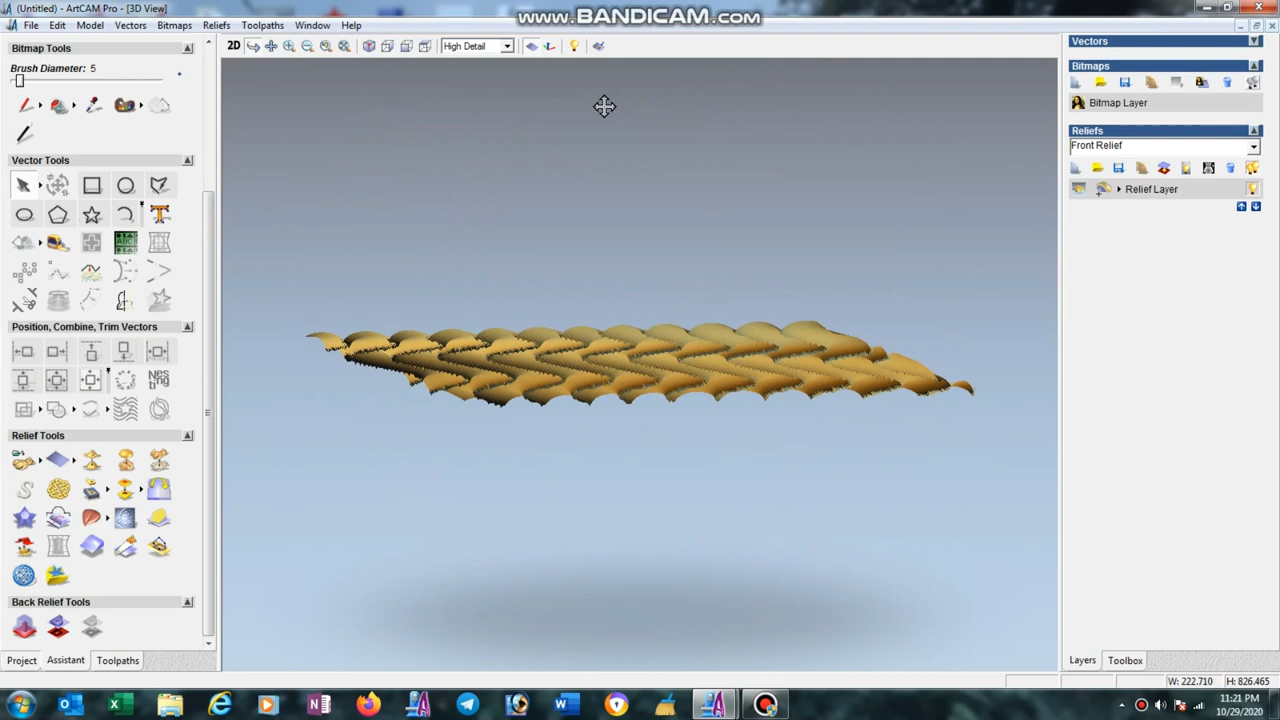 (Untitled) - ArtCAM Pro - [3D View]
www.BANDICAM.com
File Edit Model Vectors Bitmaps Reliefs Toolpaths Window Help
Bitmap Tools
Brush Diameter: 5
Vector Tools
ABC
Position, Combine, Trim Vectors
Relief Tools
Back Relief Tools
Project Assistant Toolpaths
2D High Detail
Vectors
Bitmaps
Bitmap Layer
Reliefs
Front Relief
Relief Layer
Layers Toolbox
W: 222.710 H: 826.465
11:21 PM
10/29/2020